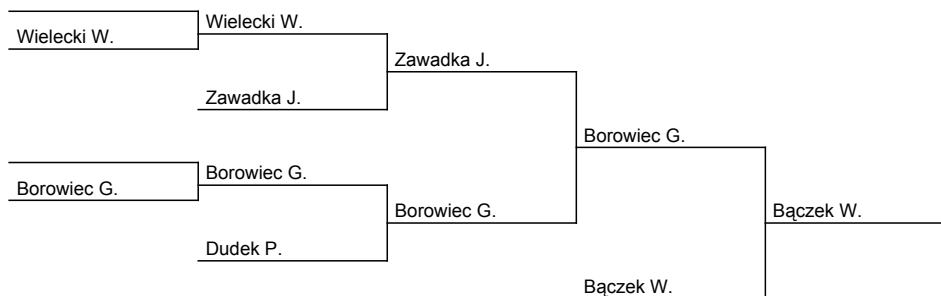 Wielecki W.
Wielecki W.
Zawadka J.
Zawadka J.
Borowiec G.
Borowiec G.
Borowiec G.
Borowiec G.
Bączek W.
Dudek P.
Bączek W.